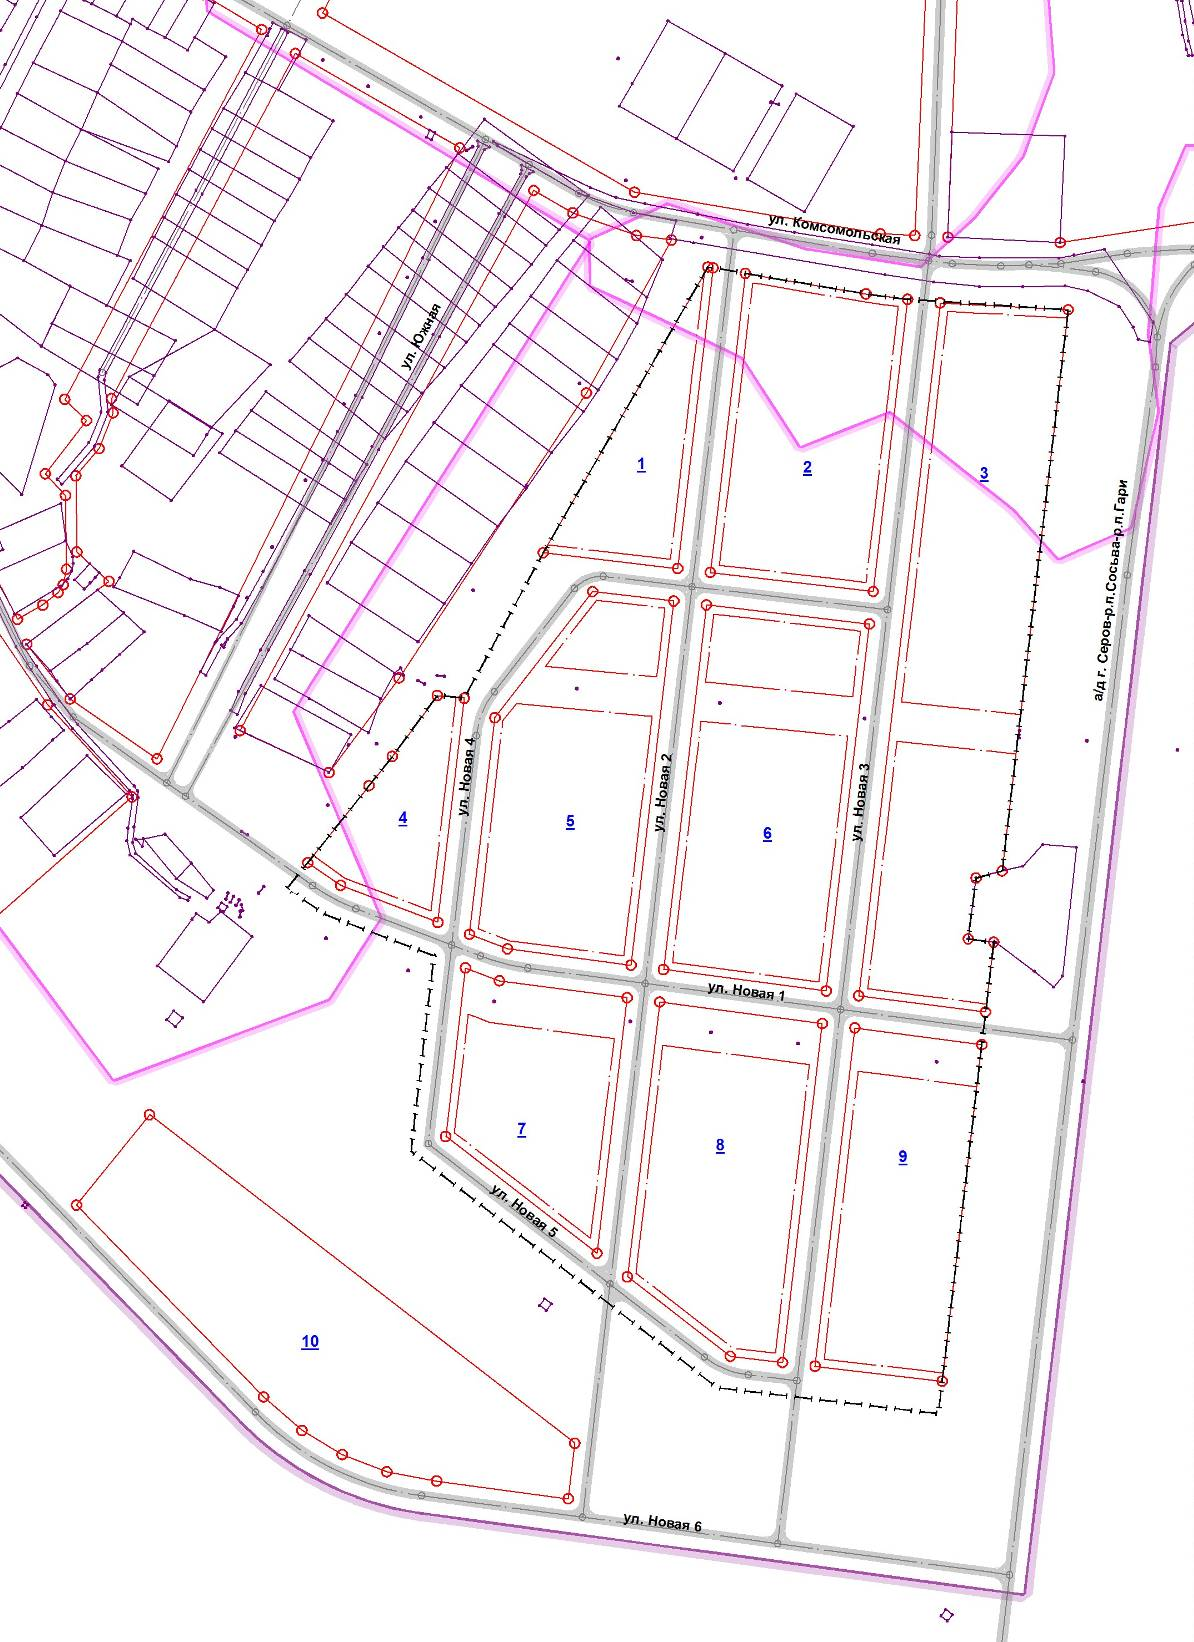 ул. Комсомольская
ул. Южная
1
2
3
а/д г. Серов-р.п.Сосьва-р.п.Гари
ул. Новая 4
ул. Новая 2
ул. Новая 3
4
5
6
ул. Новая 1
7
8
9
ул. Новая 5
10
ул. Новая 6